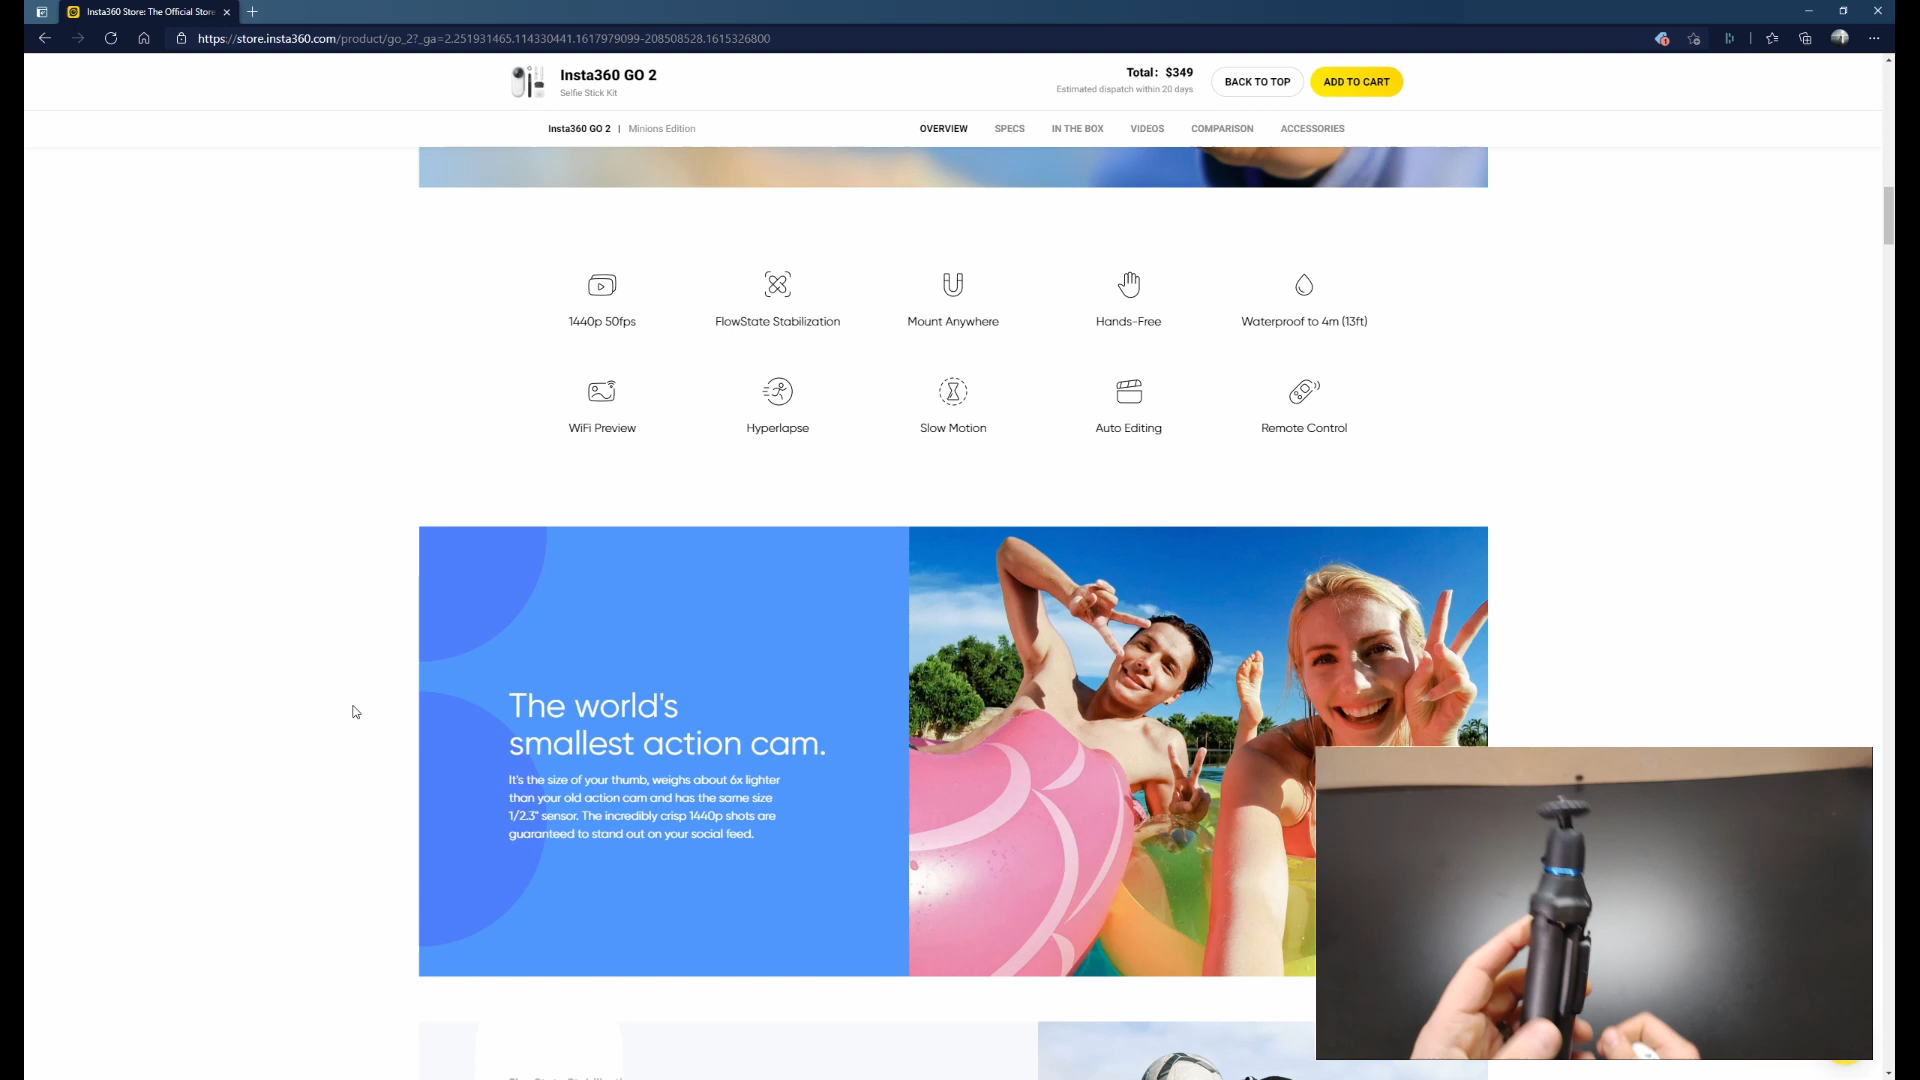 Insta360 Store: The Official Store
https://store.insta360.com/product/go_2?_ga=2.251931465.114330441.1617979099-208508528.1615326800
Insta360 GO 2
Selfie Stick Kit
Total: $349
Estimated dispatch within 20 days
BACK TO TOP
ADD TO CART
Insta360 GO 2 | Minions Edition
OVERVIEW SPECS IN THE BOX VIDEOS COMPARISON ACCESSORIES
1440p 50fps FlowState Stabilization Mount Anywhere Hands-Free Waterproof to 4m (13ft)
WiFi Preview Hyperlapse Slow Motion Auto Editing Remote Control
The world's
smallest action cam.
It's the size of your thumb, weighs about 6x lighter
than your old action cam and has the same size
1/2.3" sensor. The incredibly crisp 1440p shots are
guaranteed to stand out on your social feed.